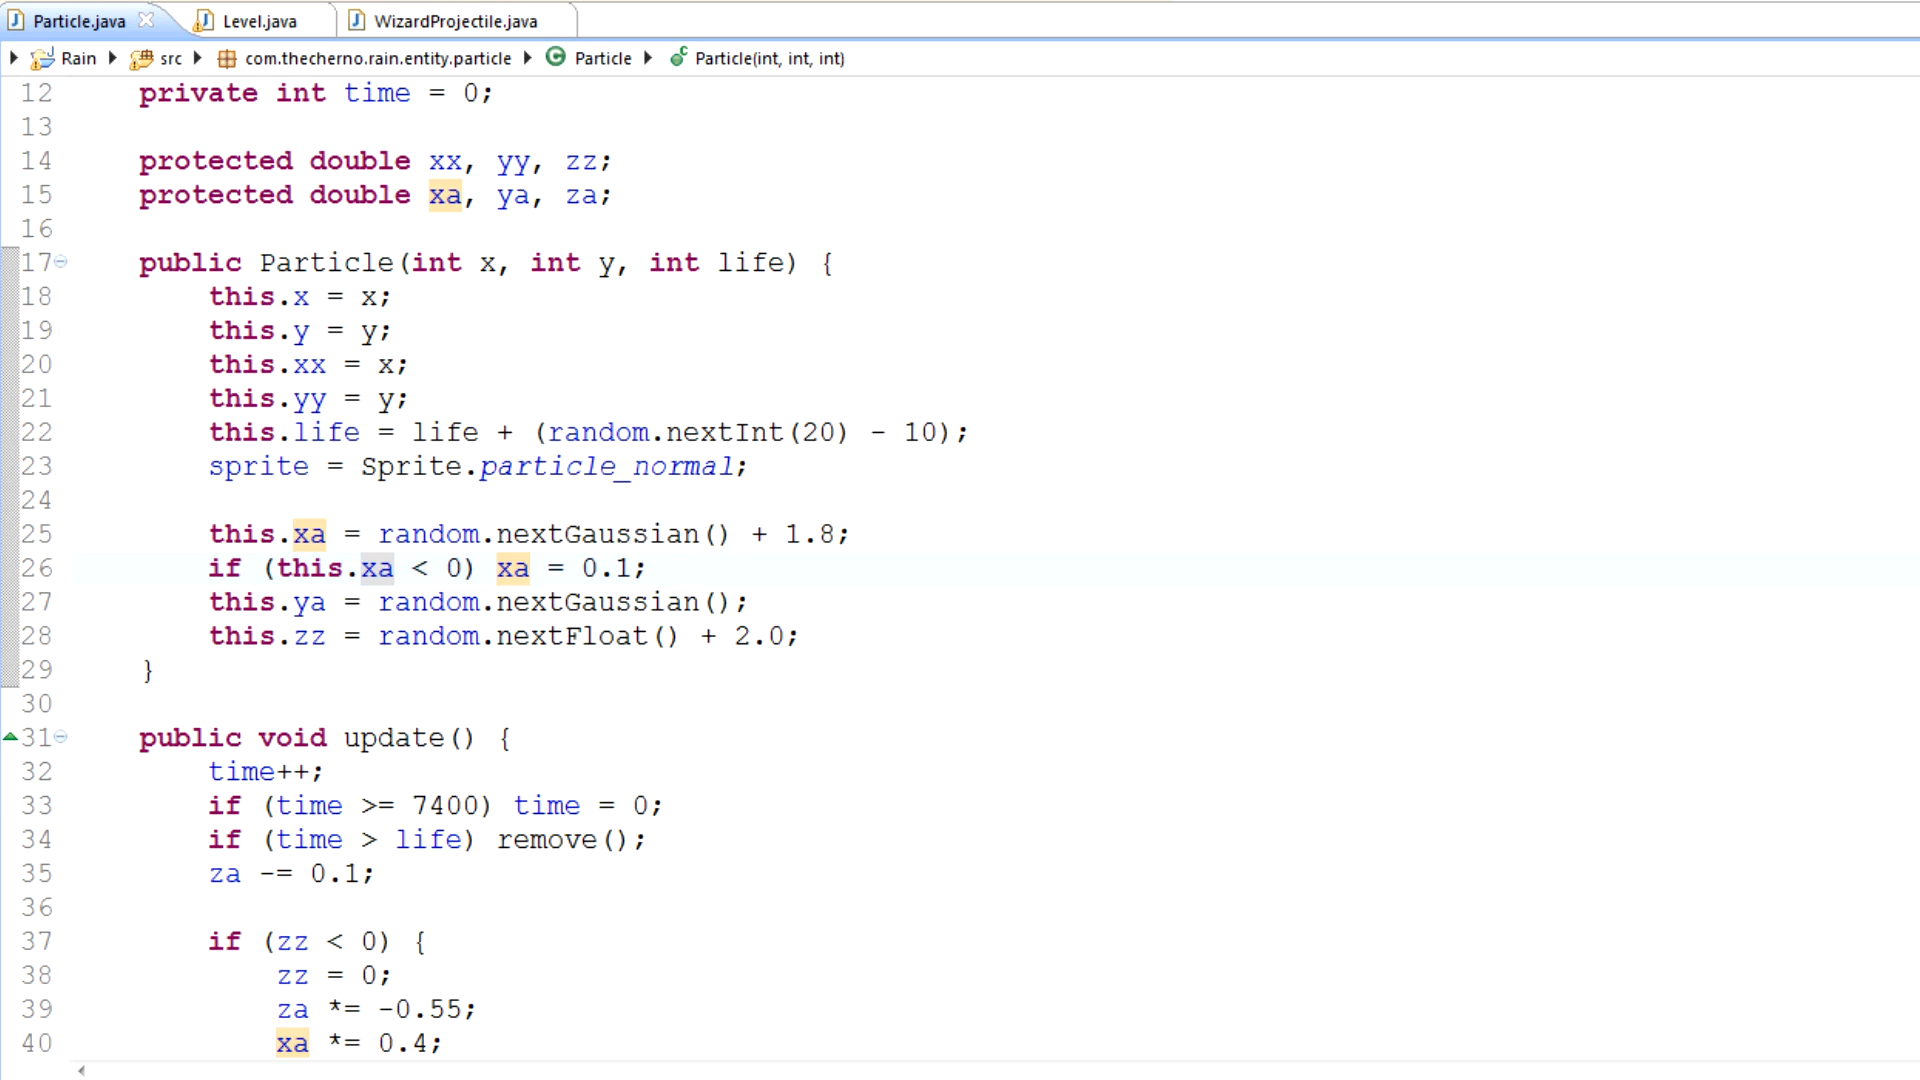 Particle.java Level.java WizardProjectile.java
Rain src com.thecherno.rain.entity.particle Particle Particle(int, int, int)
12 private int time = 0;
13
14 protected double xx, yy, zz;
15 protected double xa, ya, za;
16
17 public Particle(int x, int y, int life) {
18 this.x = x;
19 this.y = y;
20 this.xx = x;
21 this.yy = y;
22 this.life = life + (random.nextInt(20) - 10);
23 sprite = Sprite.particle_normal;
24
25 this.xa = random.nextGaussian() + 1.8;
26 if (this.xa < 0) xa = 0.1;
27 this.ya = random.nextGaussian();
28 this.zz = random.nextFloat() + 2.0;
29 }
30
31 public void update() {
32 time++;
33 if (time >= 7400) time = 0;
34 if (time > life) remove();
35 za -= 0.1;
36
37 if (zz < 0) {
38 zz = 0;
39 za *= -0.55;
40 xa *= 0.4;